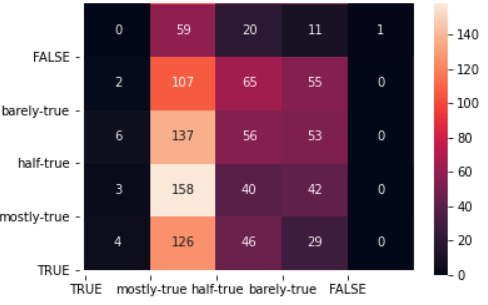 0 59 20 11 1
FALSE
2 107 65 55 0
barely-true
6 137 56 53 0
half-true
3 158 40 42 0
mostly-true
4 126 46 29 0
TRUE
TRUE mostly-true half-true barely-true FALSE
140
120
100
80
60
40
20
0